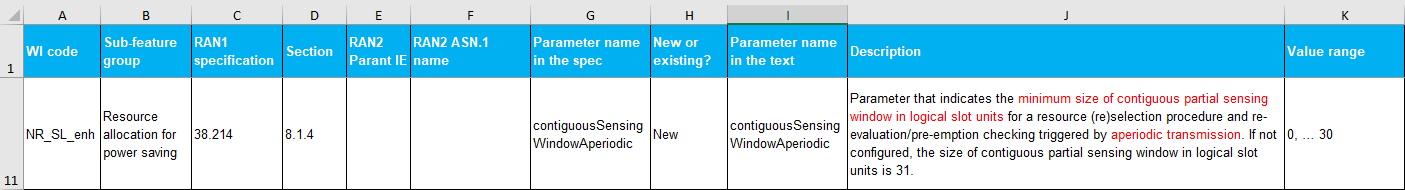 A B C D E F G H I J K
1
WI code
Sub-feature
group
RAN1
specification
Section
RAN2
Parant IE
RAN2 ASN.1
name
Parameter name
in the spec
New or
existing?
Parameter name
in the text
Description
Value range
11
NR_SL_enh
Resource
allocation for
power saving
38.214
8.1.4
contiguousSensing
WindowAperiodic
New
contiguousSensing
WindowAperiodic
Parameter that indicates the minimum size of contiguous partial sensing
window in logical slot units for a resource (re)selection procedure and re-
evaluation/pre-emption checking triggered by aperiodic transmission. If not
configured, the size of contiguous partial sensing window in logical slot
units is 31.
0, … 30